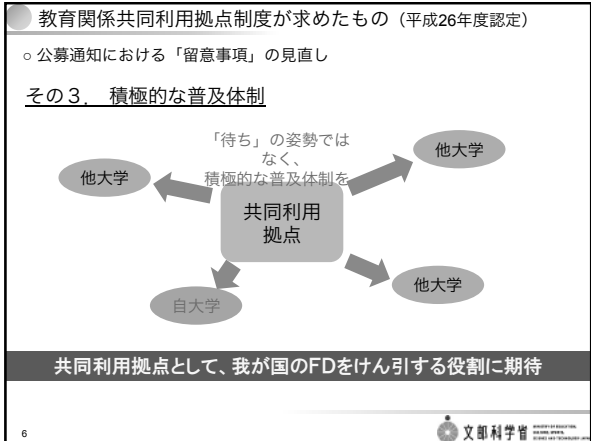 教育関係共同利用拠点制度が求めたもの（平成26年度認定）
○ 公募通知における「留意事項」の見直し
その３． 積極的な普及体制
「待ち」の姿勢では
なく、
積極的な普及体制を
他大学
他大学
共同利用
拠点
他大学
自大学
共同利用拠点として、我が国のFDをけん引する役割に期待
6
文部科学省